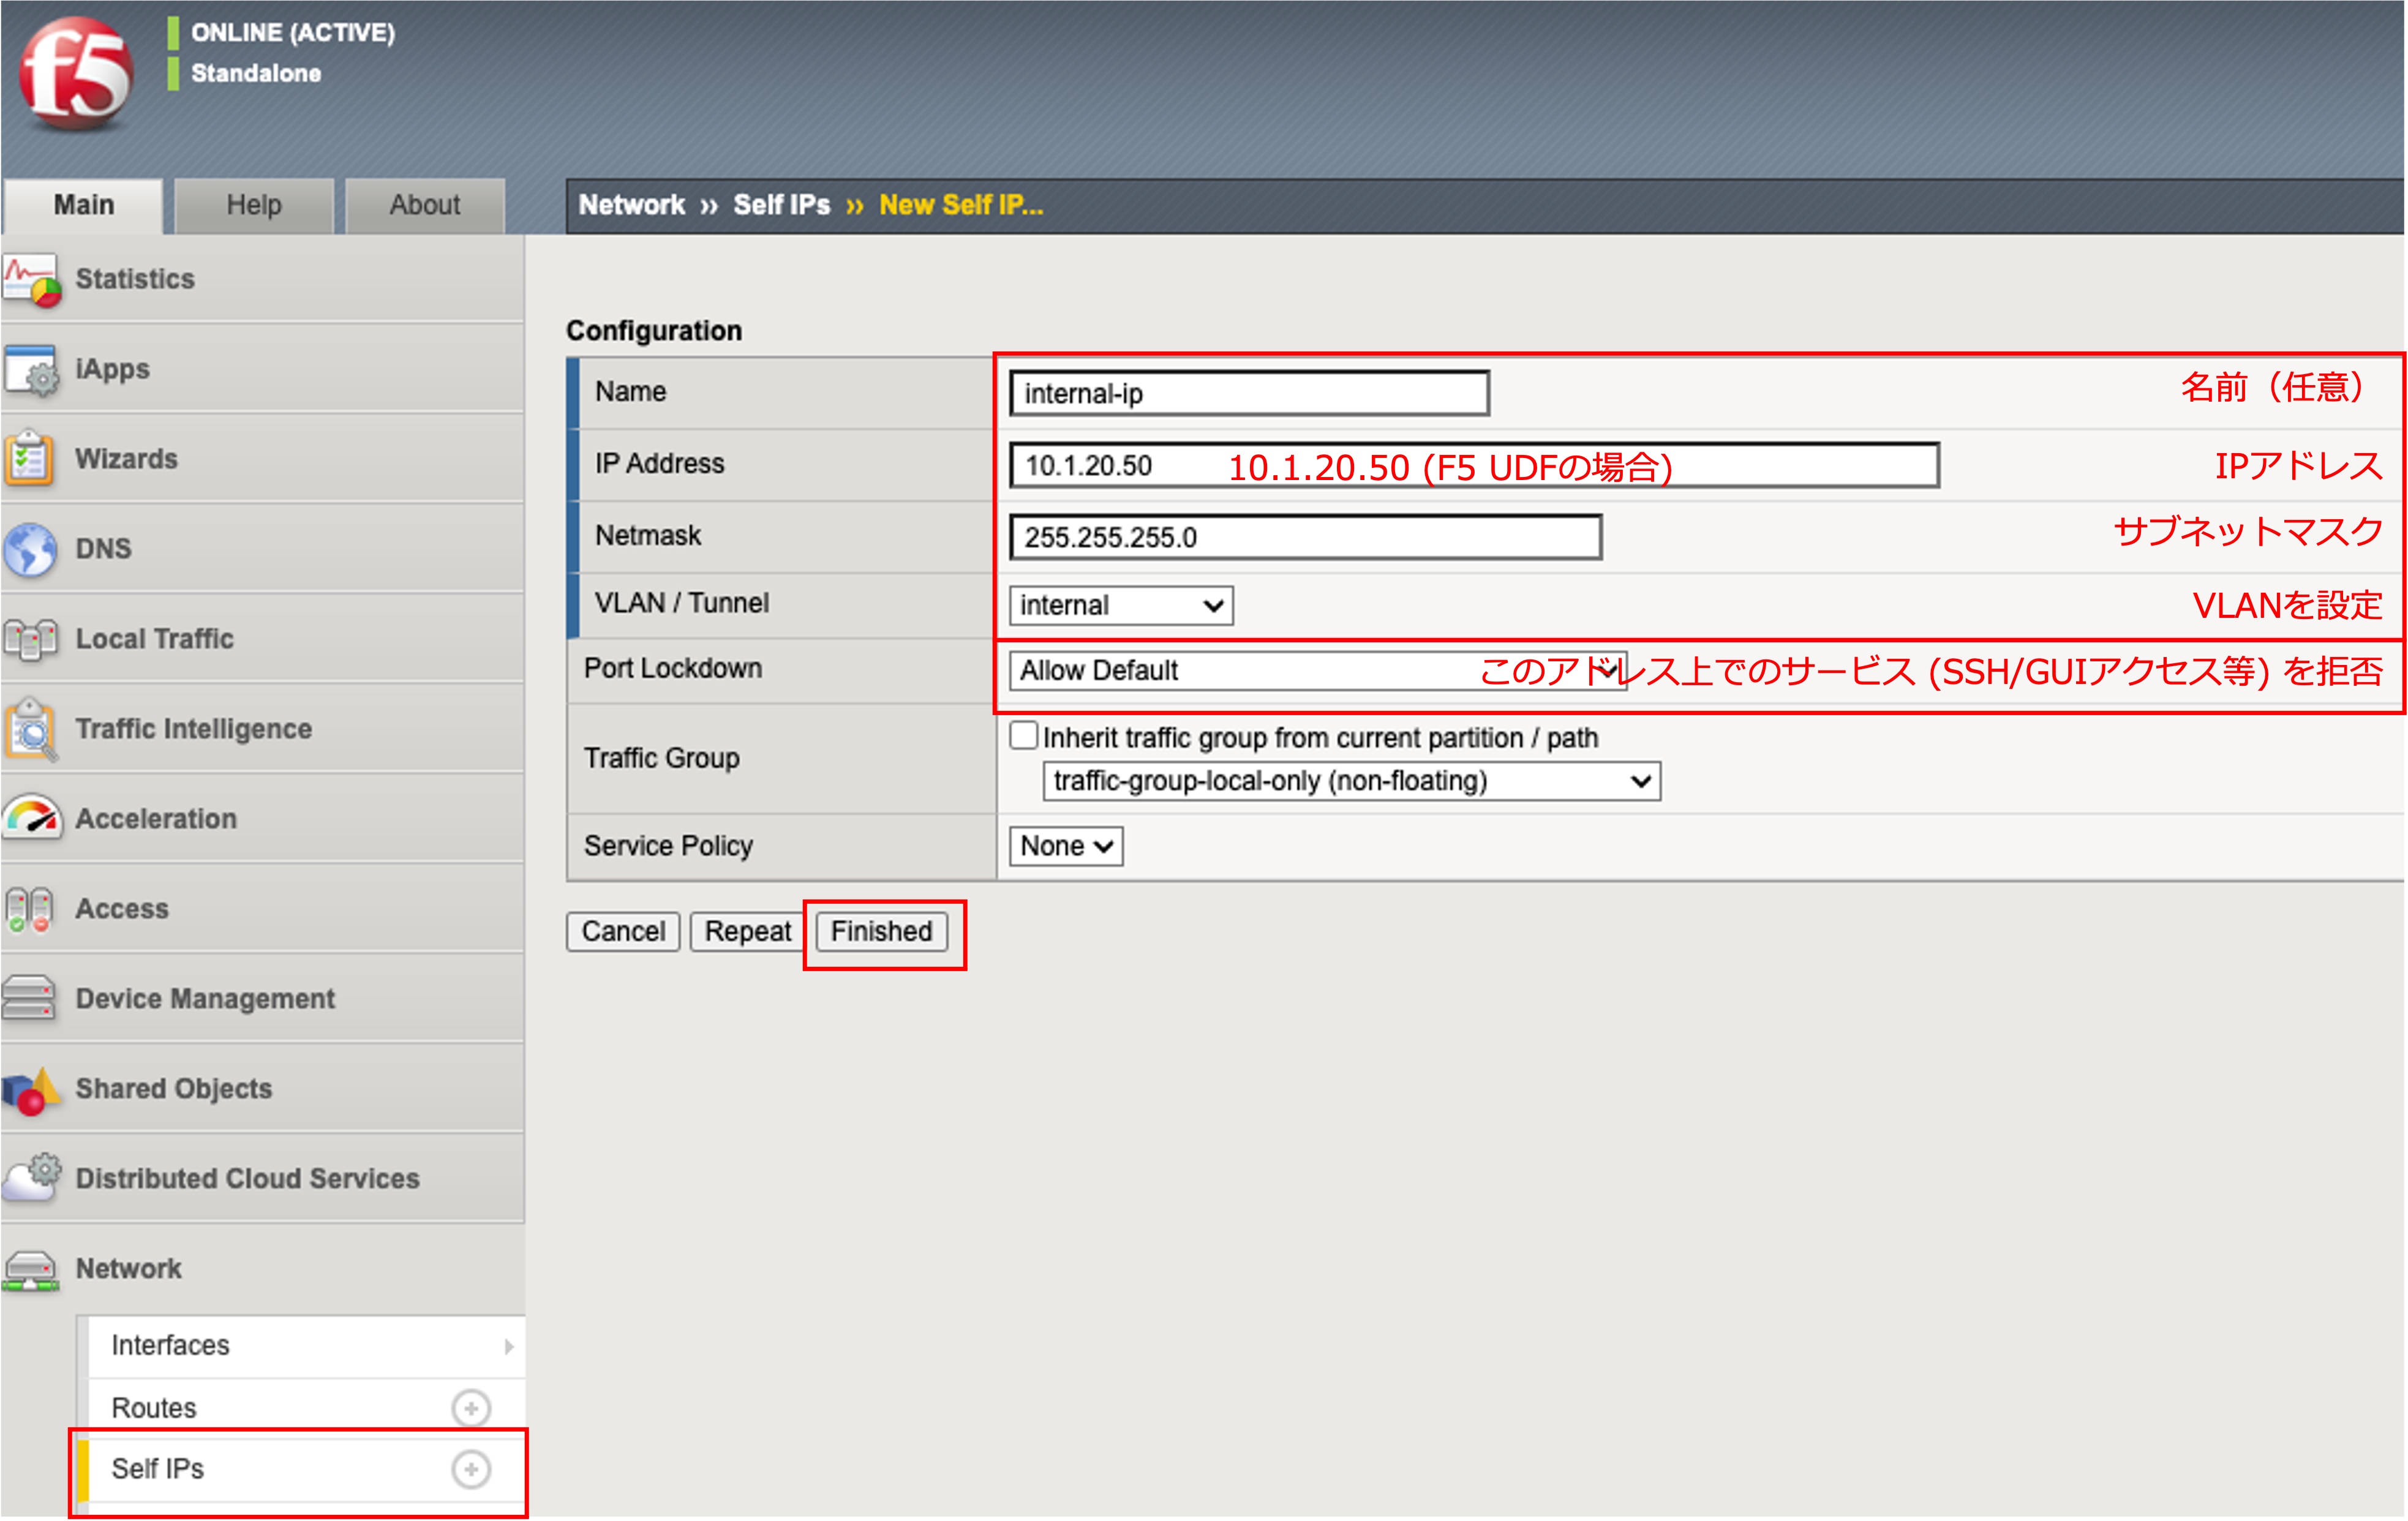 f5
ONLINE (ACTIVE)
Standalone
Main
Help
About
Network » Self IPs » New Self IP...
Statistics
iApps
Wizards
DNS
Local Traffic
Traffic Intelligence
Acceleration
Access
Device Management
Shared Objects
Distributed Cloud Services
Network
Interfaces
Routes
Self IPs
Configuration
Name internal-ip 名前（任意）
IP Address 10.1.20.50 10.1.20.50 (F5 UDFの場合) IPアドレス
Netmask 255.255.255.0 サブネットマスク
VLAN / Tunnel internal VLANを設定
Port Lockdown Allow Default このアドレス上でのサービス (SSH/GUIアクセス等) を拒否
Traffic Group Inherit traffic group from current partition / path
traffic-group-local-only (non-floating)
Service Policy None
Cancel Repeat Finished